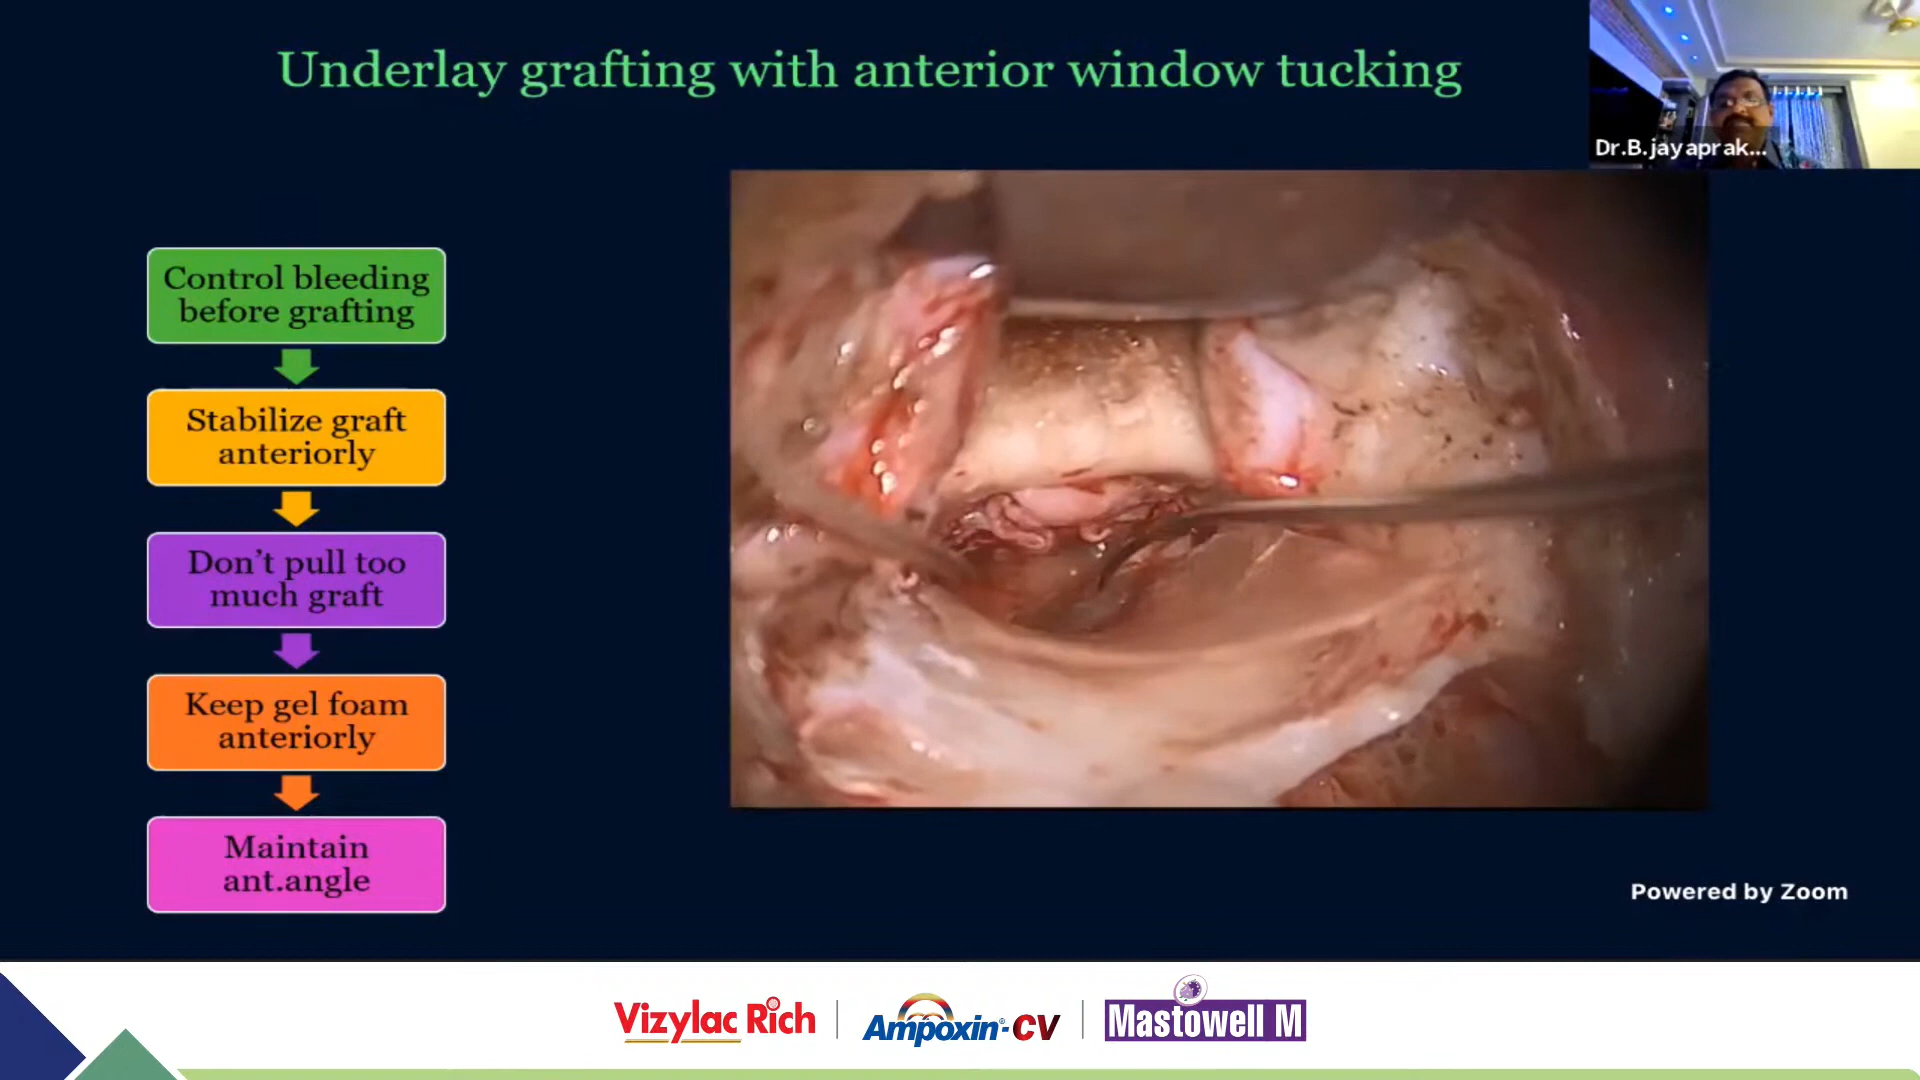 Underlay grafting with anterior window tucking
Dr.B.jayaprak...
Control bleeding
before grafting
Stabilize graft
anteriorly
Don't pull too
much graft
Keep gel foam
anteriorly
Maintain
ant.angle
Powered by Zoom
Vizylac Rich
Ampoxin®-CV
Mastowell M